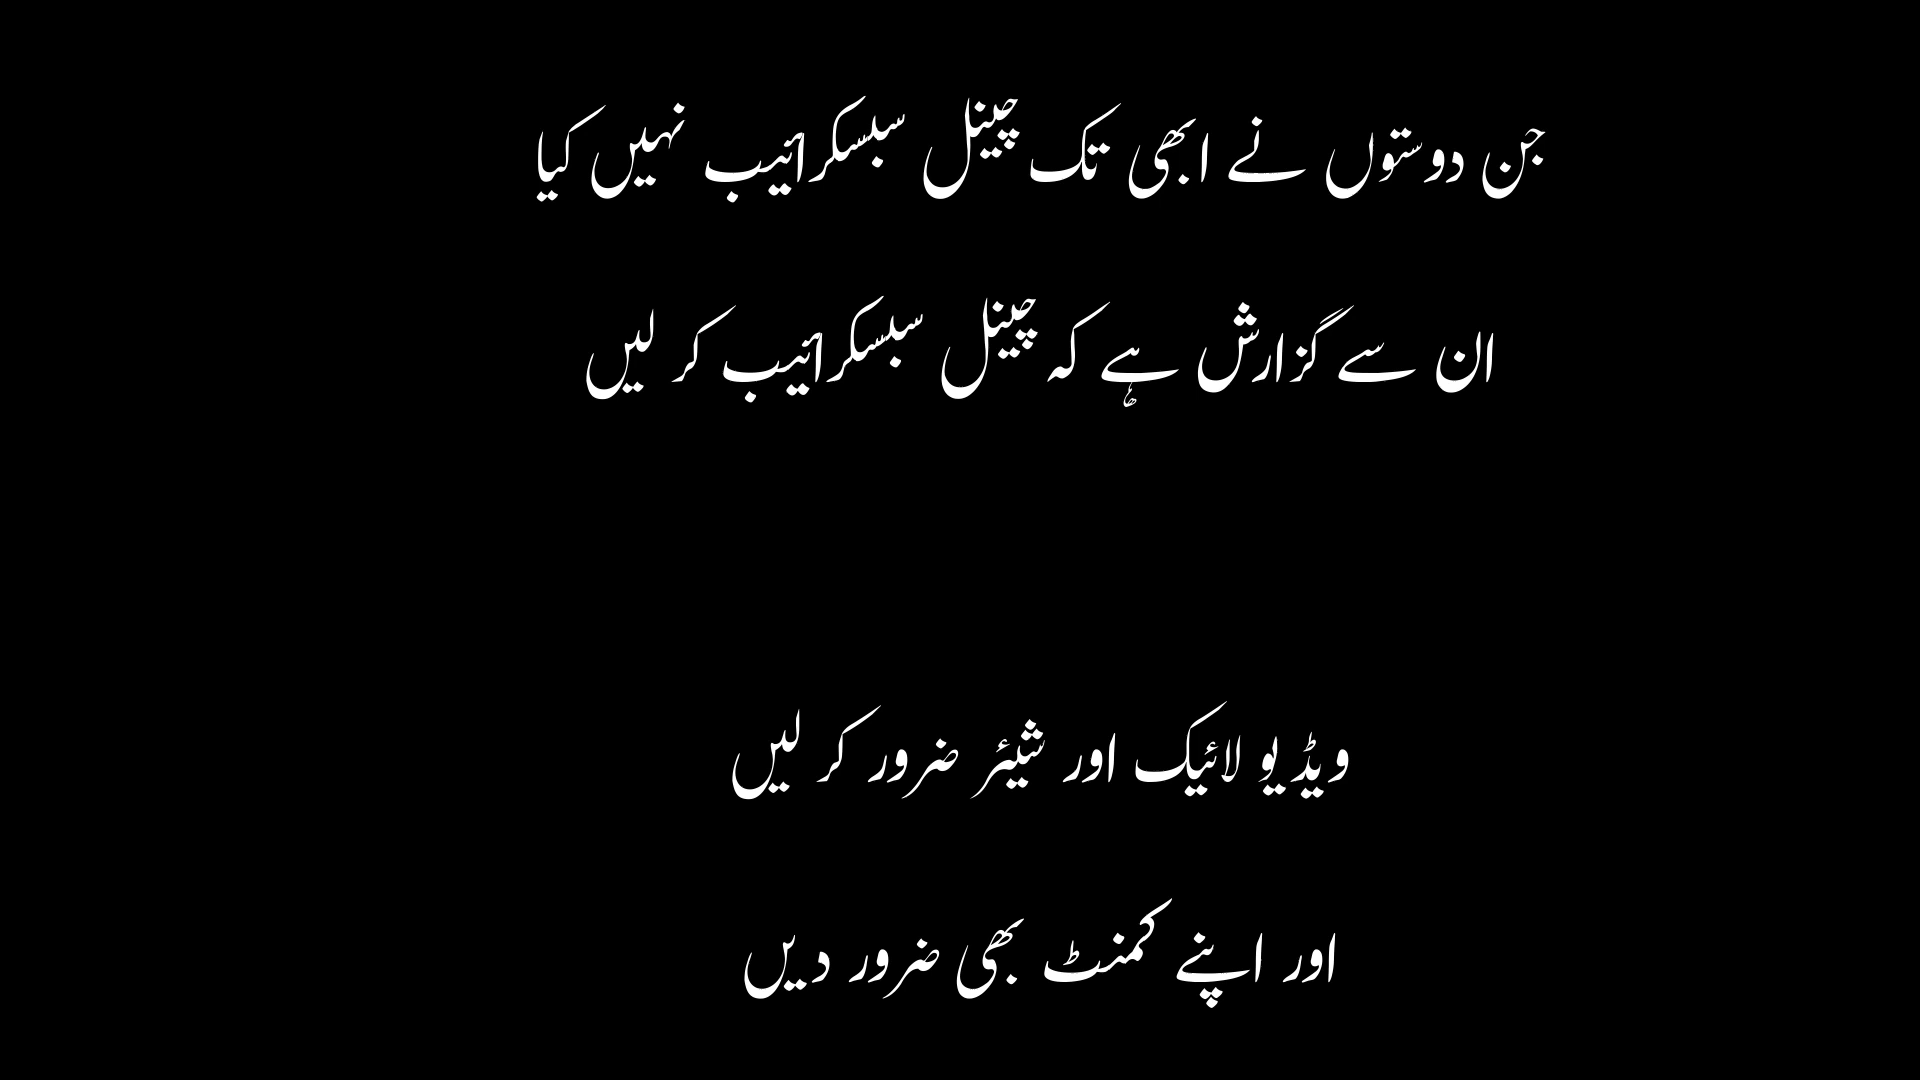 جن دوستوں نے ابھی تک چینل سبسکرائیب نہیں کیا
ان سے گزارش ہے کہ چینل سبسکرائیب کر لیں
ویڈیو لائیک اور شیئر ضرور کر لیں
اور اپنے کمنٹ بھی ضرور دیں